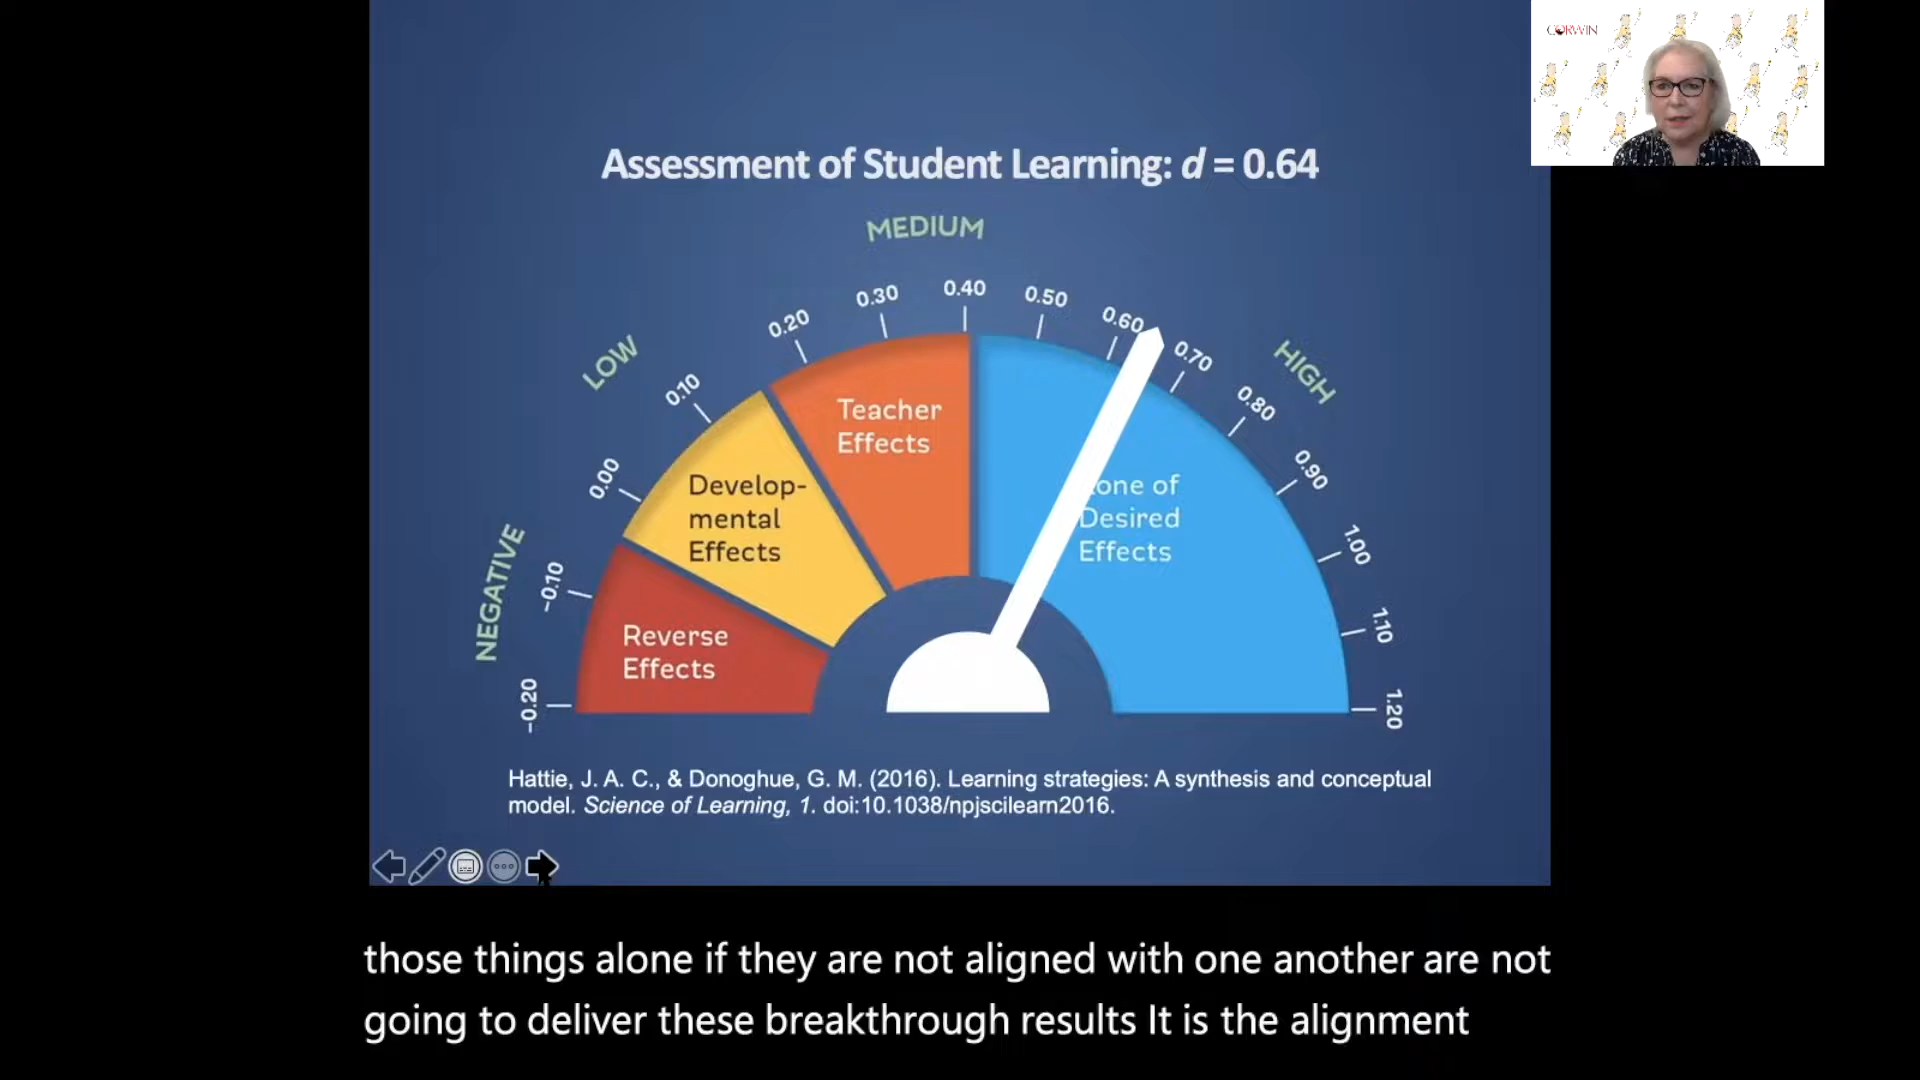 CORWIN
Assessment of Student Learning: d = 0.64
MEDIUM
LOW
HIGH
NEGATIVE
-0.20
-0.10
0.00
0.10
0.20
0.30
0.40
0.50
0.60
0.70
0.80
0.90
1.00
1.10
1.20
Reverse
Effects
Develop-
mental
Effects
Teacher
Effects
one of
Desired
Effects
Hattie, J. A. C., & Donoghue, G. M. (2016). Learning strategies: A synthesis and conceptual
model. Science of Learning, 1. doi:10.1038/npjscilearn2016.
those things alone if they are not aligned with one another are not
going to deliver these breakthrough results It is the alignment